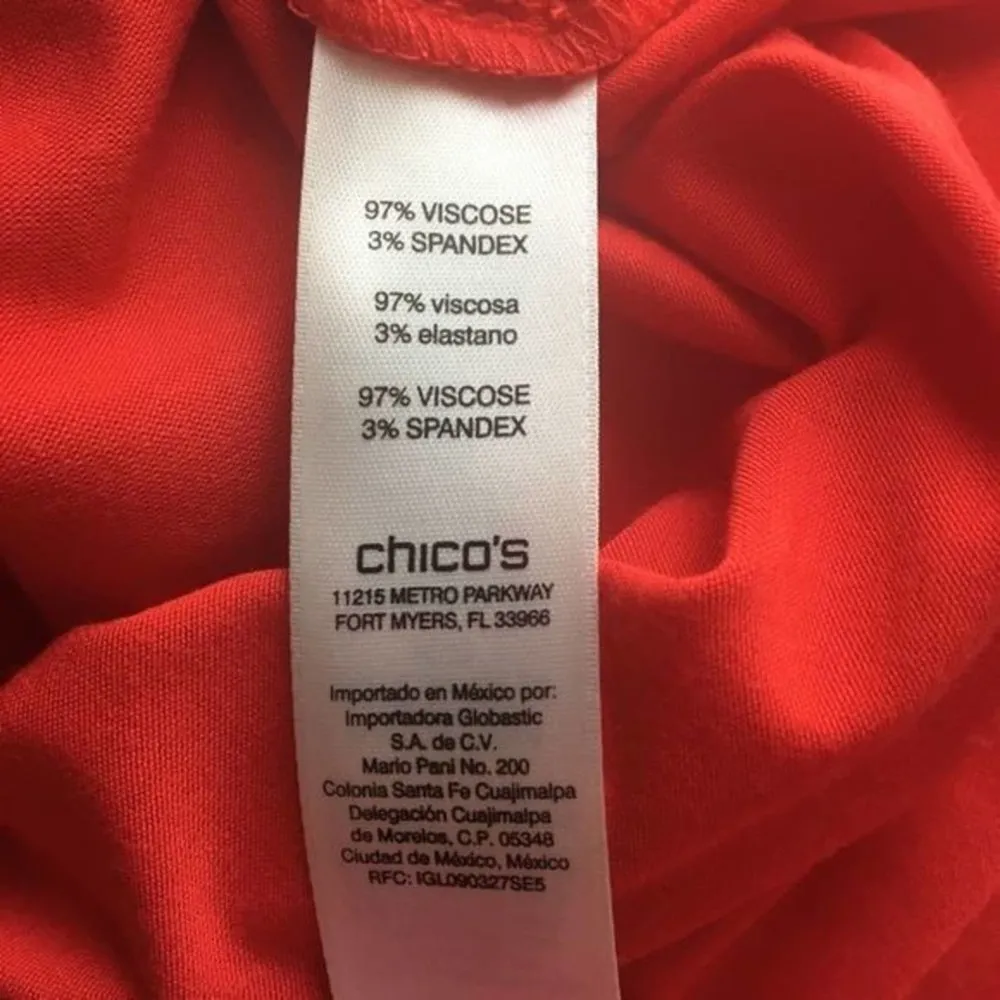 97% VISCOSE
3% SPANDEX
97% viscosa
3% elastano
97% VISCOSE
3% SPANDEX
chico's
11215 METRO PARKWAY
FORT MYERS, FL 33966
Importado en México por:
Importadora Globastic
S.A. de C.V.
Mario Pani No. 200
Colonia Santa Fe Cuajimalpa
Delegación Cuajimalpa
de Morelos, C.P. 05348
Ciudad de México, México
RFC: IGL090327SE5